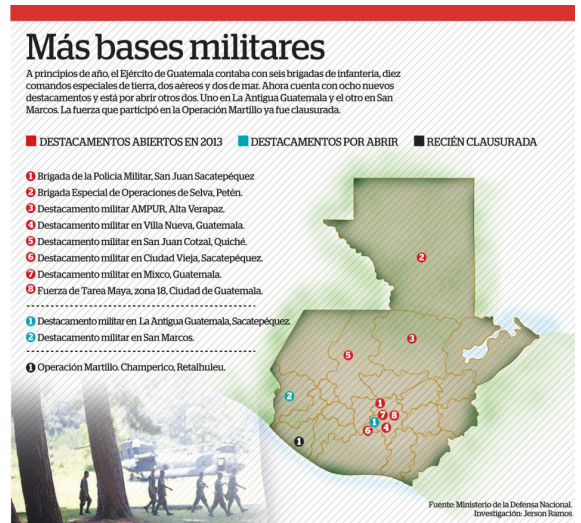 Más bases militares
A principios de año, el Ejército de Guatemala contaba con seis brigadas de infantería, diez
comandos especiales de tierra, dos aéreos y dos de mar. Ahora cuenta con ocho nuevos
destacamentos y está por abrir otros dos. Uno en La Antigua Guatemala y el otro en San
Marcos. La fuerza que participó en la Operación Martillo ya fue clausurada.
DESTACAMENTOS ABIERTOS EN 2013 DESTACAMENTOS POR ABRIR RECIÉN CLAUSURADA
1 Brigada de la Policía Militar, San Juan Sacatepéquez
2 Brigada Especial de Operaciones de Selva, Petén.
3 Destacamento militar AMPUR, Alta Verapaz.
4 Destacamento militar en Villa Nueva, Guatemala.
5 Destacamento militar en San Juan Cotzal, Quiché.
6 Destacamento militar en Ciudad Vieja, Sacatepéquez.
7 Destacamento militar en Mixco, Guatemala.
8 Fuerza de Tarea Maya, zona 18, Ciudad de Guatemala.
1 Destacamento militar en La Antigua Guatemala, Sacatepéquez.
2 Destacamento militar en San Marcos.
1 Operación Martillo. Champerico, Retalhuleu.
2
3
5
2
1
7 8
1
6 4
1
Fuente: Ministerio de la Defensa Nacional.
Investigación: Jerson Ramos